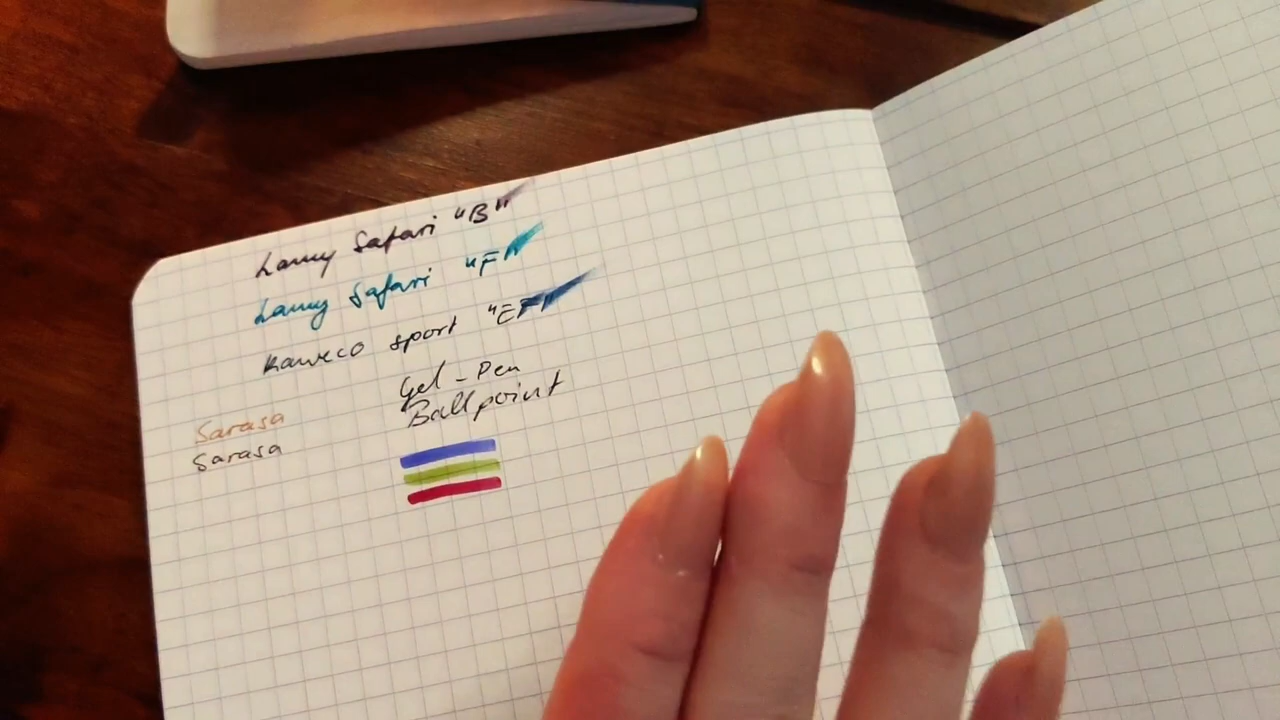 Lamy Safari "B"
Lamy Safari "F"
Kaweco sport "EF"
Gel-Pen
Ballpoint
Sarasa
Sarasa